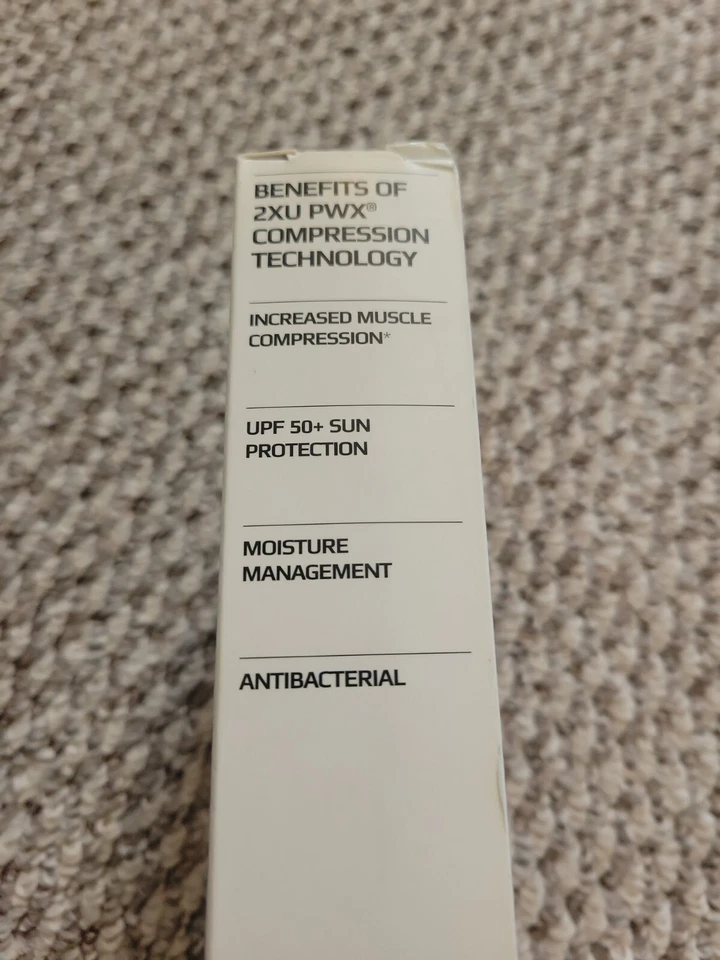 BENEFITS OF
2XU PWX®
COMPRESSION
TECHNOLOGY
INCREASED MUSCLE
COMPRESSION*
UPF 50+ SUN
PROTECTION
MOISTURE
MANAGEMENT
ANTIBACTERIAL